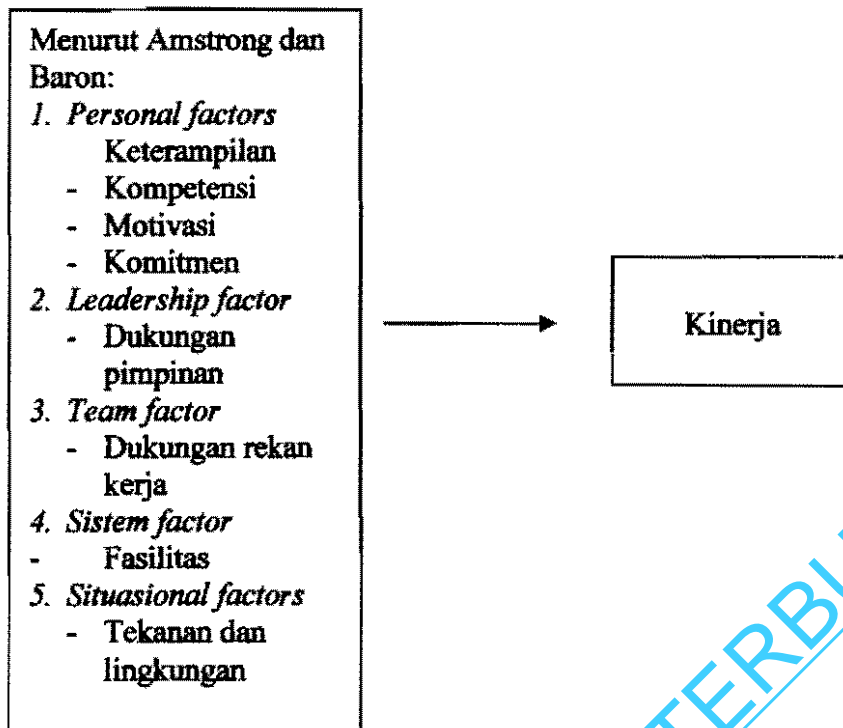 Menurut Amstrong dan
Baron:
1. Personal factors
Keterampilan
- Kompetensi
- Motivasi
- Komitmen
2. Leadership factor
- Dukungan
pimpinan
3. Team factor
- Dukungan rekan
kerja
4. Sistem factor
- Fasilitas
5. Situasional factors
- Tekanan dan
lingkungan
Kinerja